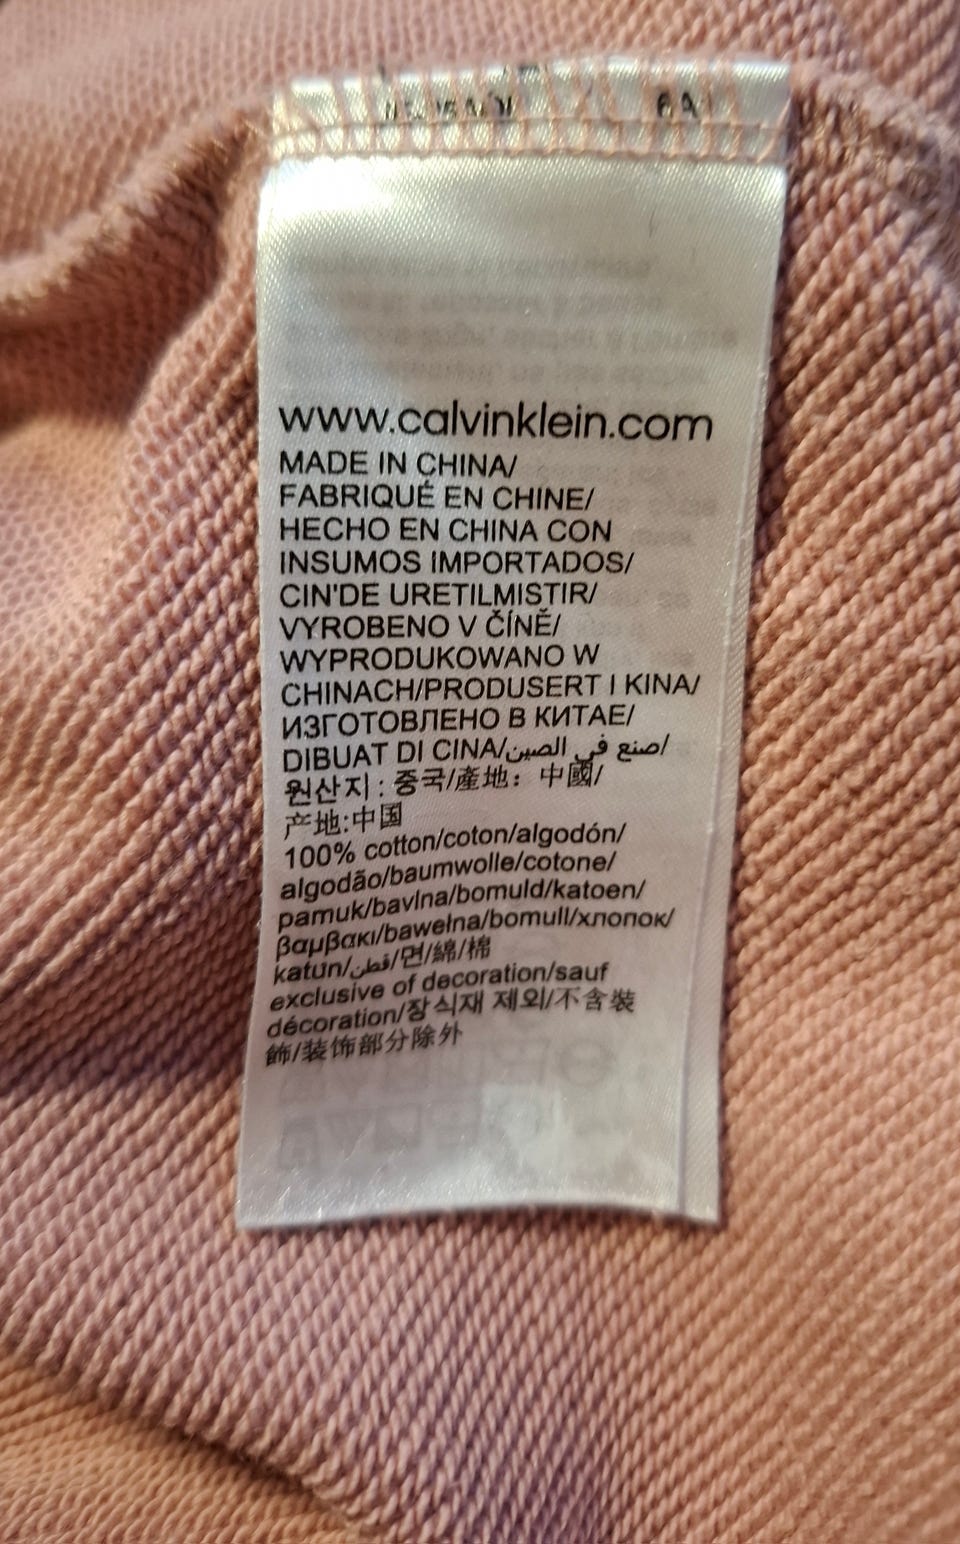 www.calvinklein.com
MADE IN CHINA/
FABRIQUÉ EN CHINE/
HECHO EN CHINA CON
INSUMOS IMPORTADOS/
CIN'DE URETILMISTIR/
VYROBENO V ČÍNĚ/
WYPRODUKOWANO W
CHINACH/PRODUSERT I KINA/
ИЗГОТОВЛЕНО В КИТАЕ/
DIBUAT DI CINA/صنع في الصين/
원산지 : 중국/產地：中國/
产地:中国
100% cotton/coton/algodón/
algodão/baumwolle/cotone/
pamuk/bavlna/bomuld/katoen/
βαμβακι/bawełna/bomull/хлопок/
katun/قطن/면/綿/棉
exclusive of decoration/sauf
décoration/장식재 제외/不含裝
飾/装饰部分除外